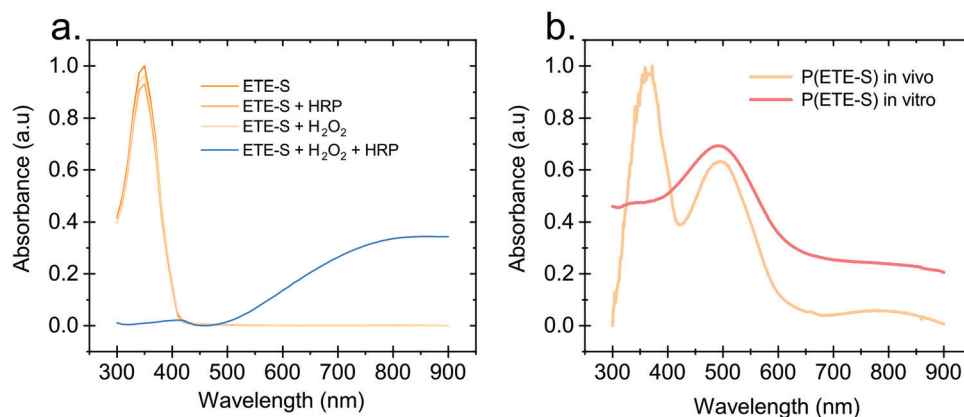 a.
Absorbance (a.u)
1.0
0.8
0.6
0.4
0.2
0.0
ETE-S
ETE-S + HRP
ETE-S + H₂O₂
ETE-S + H₂O₂ + HRP
300 400 500 600 700 800 900
Wavelength (nm)
b.
Absorbance (a.u)
1.0
0.8
0.6
0.4
0.2
0.0
P(ETE-S) in vivo
P(ETE-S) in vitro
300 400 500 600 700 800 900
Wavelength (nm)